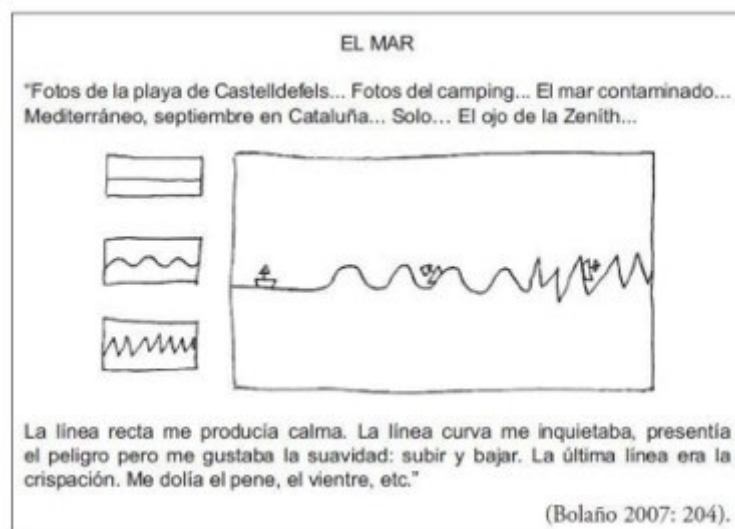 EL MAR
"Fotos de la playa de Castelldefels... Fotos del camping... El mar contaminado...
Mediterráneo, septiembre en Cataluña... Solo... El ojo de la Zenith...
La línea recta me producía calma. La línea curva me inquietaba, presentía
el peligro pero me gustaba la suavidad: subir y bajar. La última línea era la
crispación. Me dolía el pene, el vientre, etc."
(Bolaño 2007: 204).